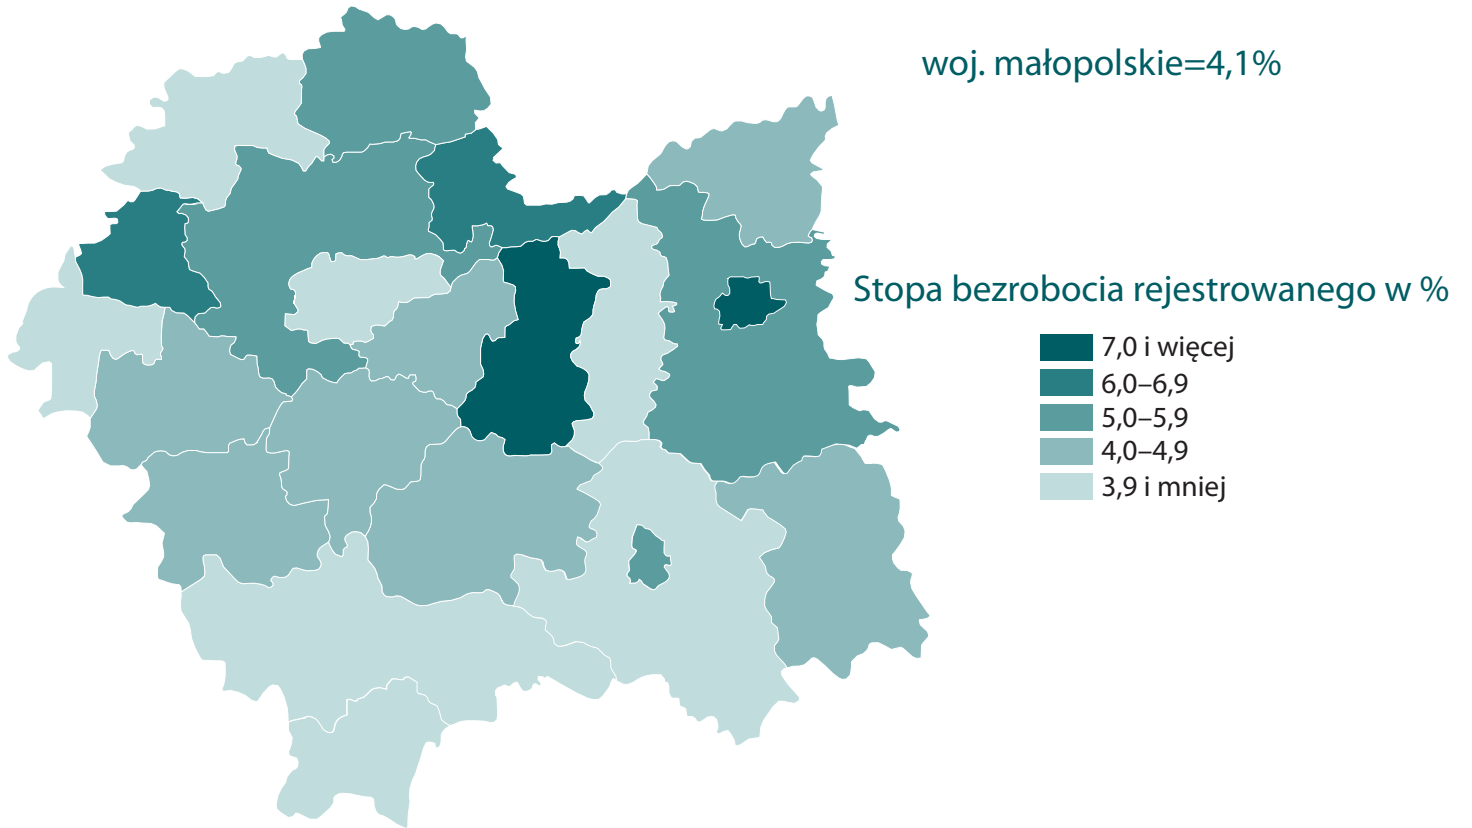 woj. małopolskie=4,1%
Stopa bezrobocia rejestrowanego w %
7,0 i więcej
6,0–6,9
5,0–5,9
4,0–4,9
3,9 i mniej